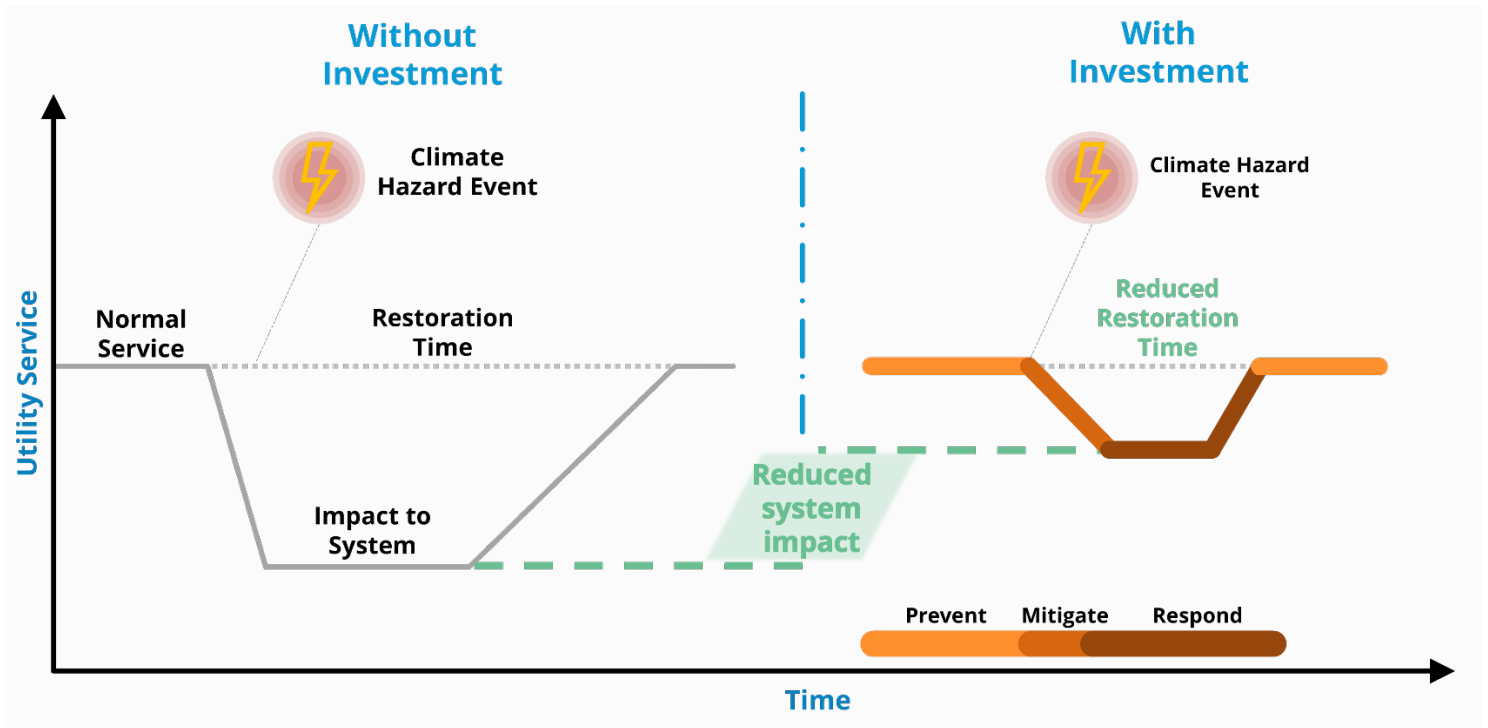 Without
Investment
With
Investment
Climate
Hazard Event
Climate Hazard
Event
Normal
Service
Restoration
Time
Reduced
Restoration
Time
Utility Service
Impact to
System
Reduced
system
impact
Prevent
Mitigate
Respond
Time